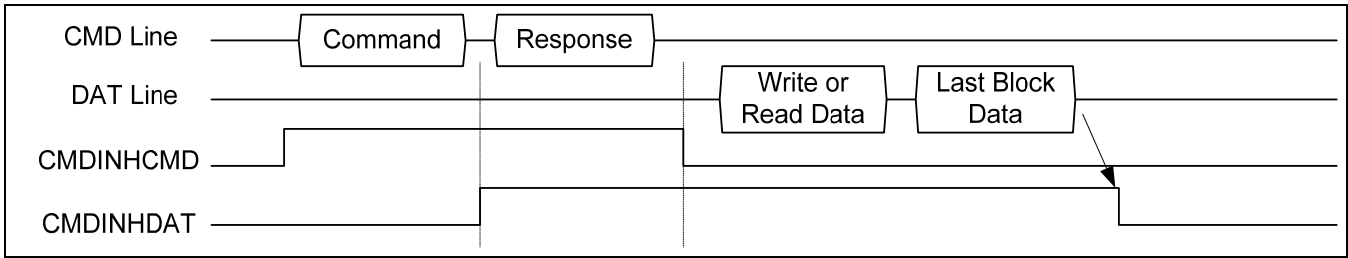 CMD Line
Command
Response
DAT Line
Write or
Read Data
Last Block
Data
CMDINHCMD
CMDINHDAT